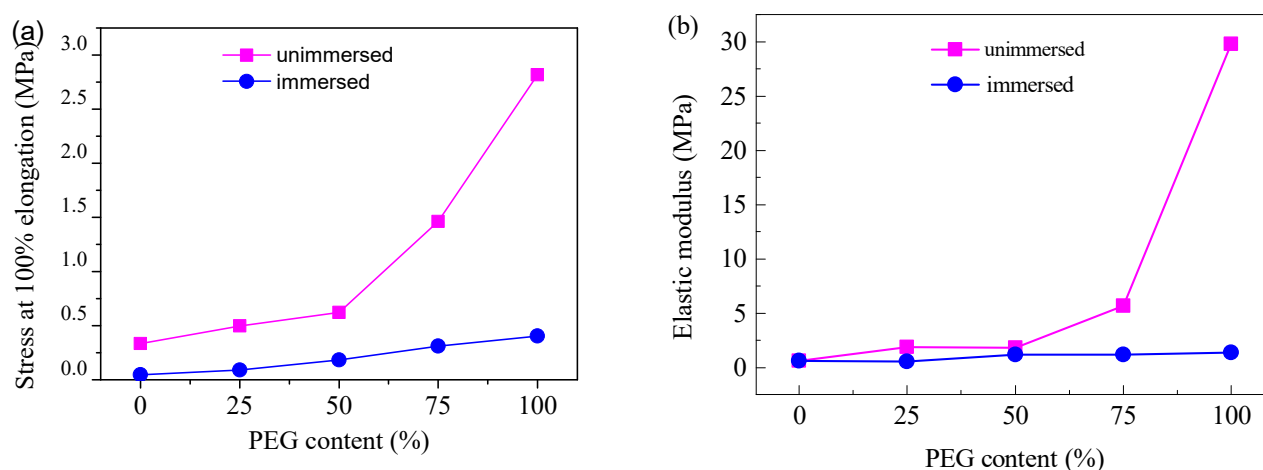 (a)
Stress at 100% elongation (MPa)
3.0
2.5
2.0
1.5
1.0
0.5
0.0
unimmersed
immersed
0 25 50 75 100
PEG content (%)
(b)
Elastic modulus (MPa)
30
25
20
15
10
5
0
unimmersed
immersed
0 25 50 75 100
PEG content (%)